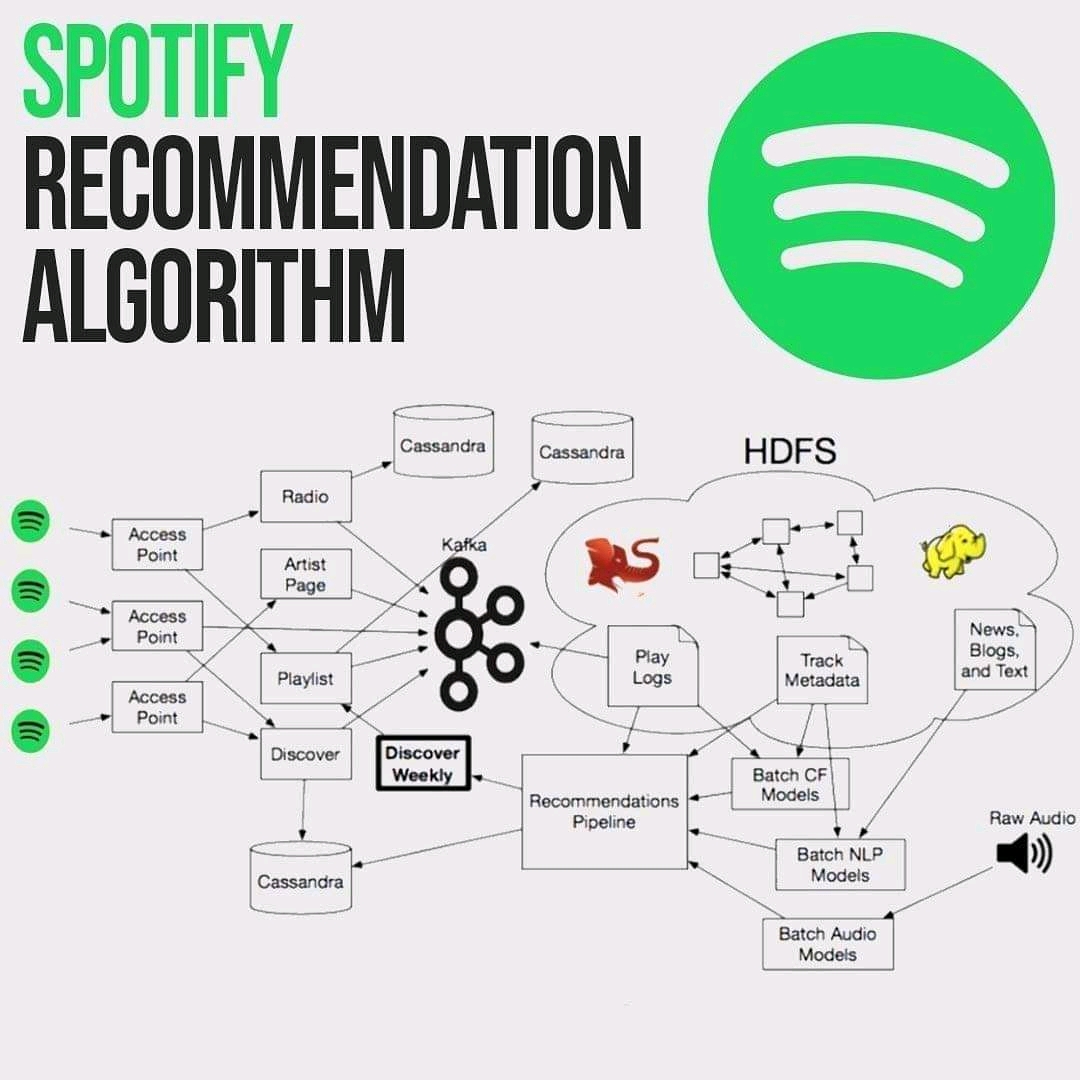 SPOTIFY
RECOMMENDATION
ALGORITHM
Cassandra
Cassandra
HDFS
Radio
Access
Point
Kafka
Artist
Page
S
Access
Point
Play
Logs
Track
Metadata
News,
Blogs,
and Text
Playlist
Access
Point
Discover
Discover
Weekly
Recommendations
Pipeline
Batch CF
Models
Raw Audio
Batch NLP
Models
Cassandra
Batch Audio
Models